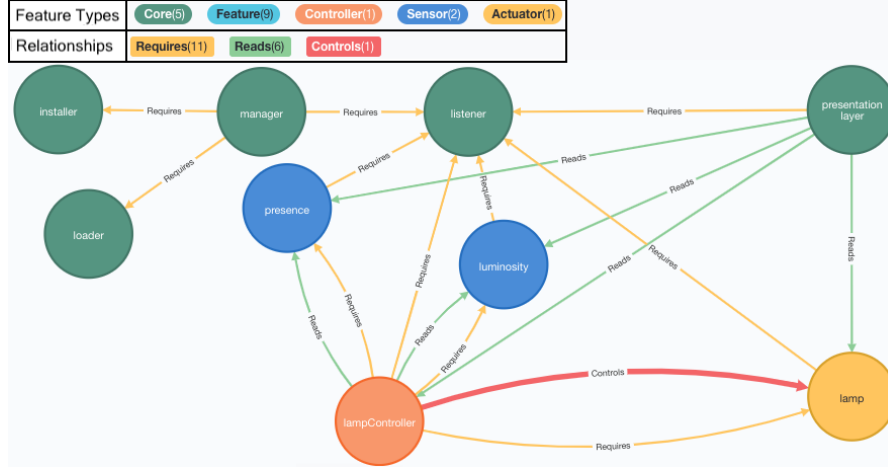 Feature Types Core(5) Feature(9) Controller(1) Sensor(2) Actuator(1)
Relationships Requires(11) Reads(6) Controls(1)
installer
Requires
manager
Requires
listener
Requires
presentation
layer
Requires
Requires
Reads
presence
Requires
Reads
loader
luminosity
Requires
Reads
Requires
Reads
Requires
Reads
Requires
Reads
Requires
Controls
lampController
lamp
Requires